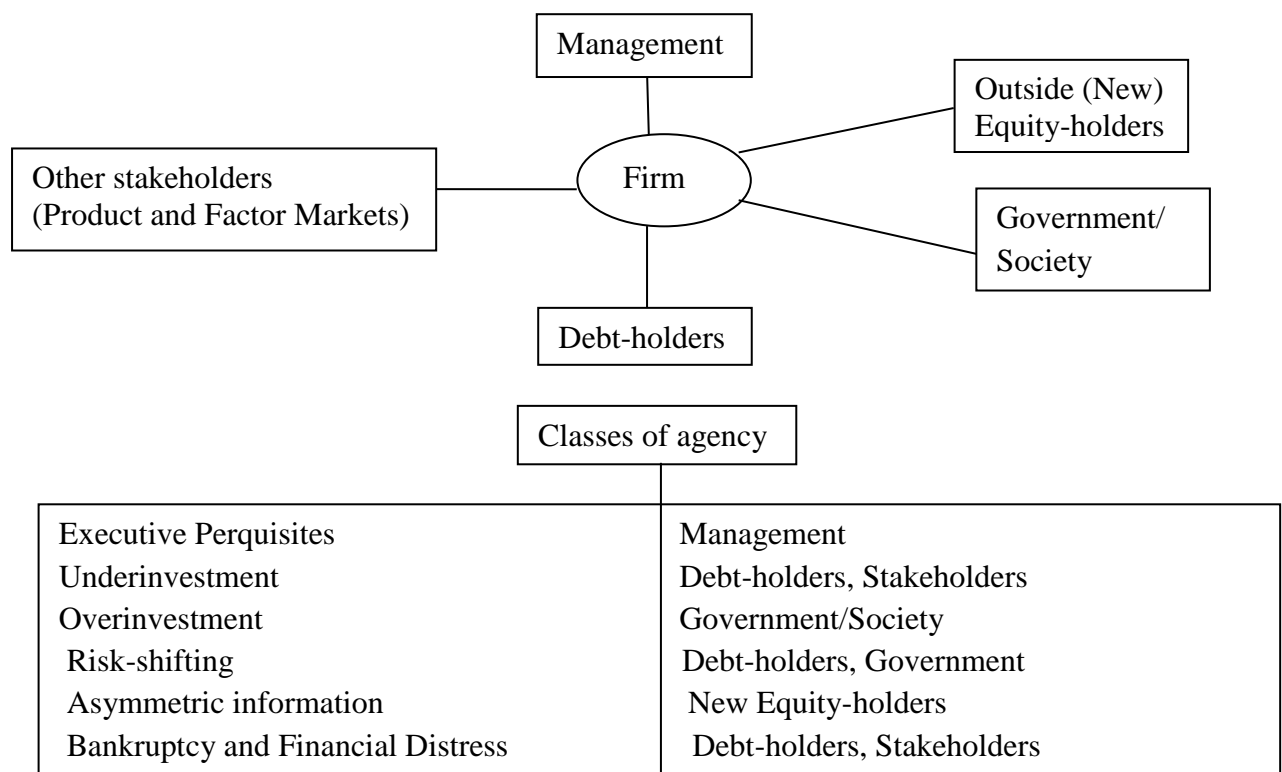 Management
Outside (New)
Equity-holders
Other stakeholders
(Product and Factor Markets)
Firm
Government/
Society
Debt-holders
Classes of agency
Executive Perquisites
Underinvestment
Overinvestment
Risk-shifting
Asymmetric information
Bankruptcy and Financial Distress
Management
Debt-holders, Stakeholders
Government/Society
Debt-holders, Government
New Equity-holders
Debt-holders, Stakeholders